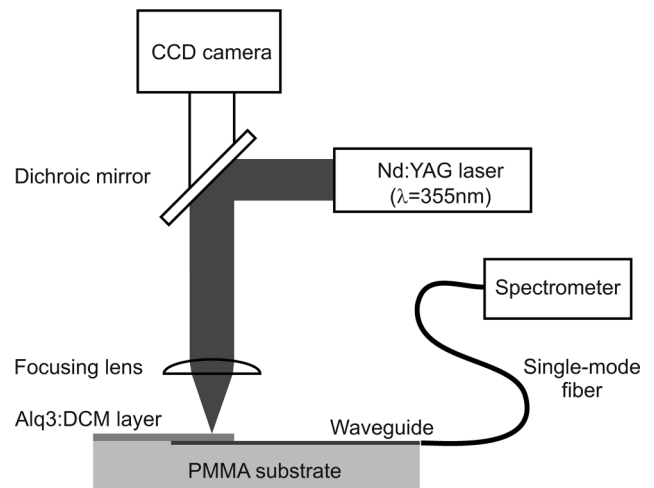 CCD camera
Dichroic mirror
Nd:YAG laser
(λ=355nm)
Spectrometer
Focusing lens
Single-mode
fiber
Alq3:DCM layer
Waveguide
PMMA substrate